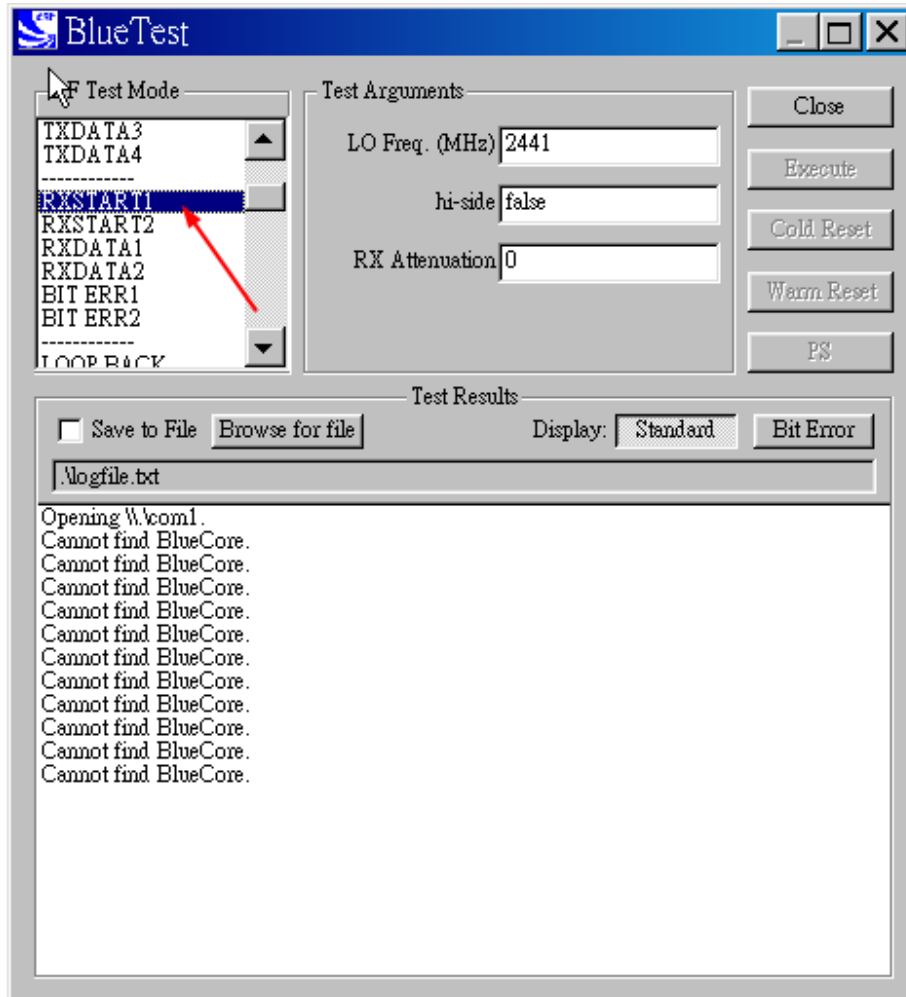 BlueTest
RF Test Mode
TXDATA3
TXDATA4
------------
RXSTART1
RXSTART2
RXDATA1
RXDATA2
BIT ERR1
BIT ERR2
------------
LOOP BACK
Test Arguments
LO Freq. (MHz) 2441
hi-side false
RX Attenuation 0
Close
Execute
Cold Reset
Warm Reset
PS
Test Results
Save to File Browse for file Display: Standard Bit Error
.\logfile.txt
Opening \\.\com1.
Cannot find BlueCore.
Cannot find BlueCore.
Cannot find BlueCore.
Cannot find BlueCore.
Cannot find BlueCore.
Cannot find BlueCore.
Cannot find BlueCore.
Cannot find BlueCore.
Cannot find BlueCore.
Cannot find BlueCore.
Cannot find BlueCore.